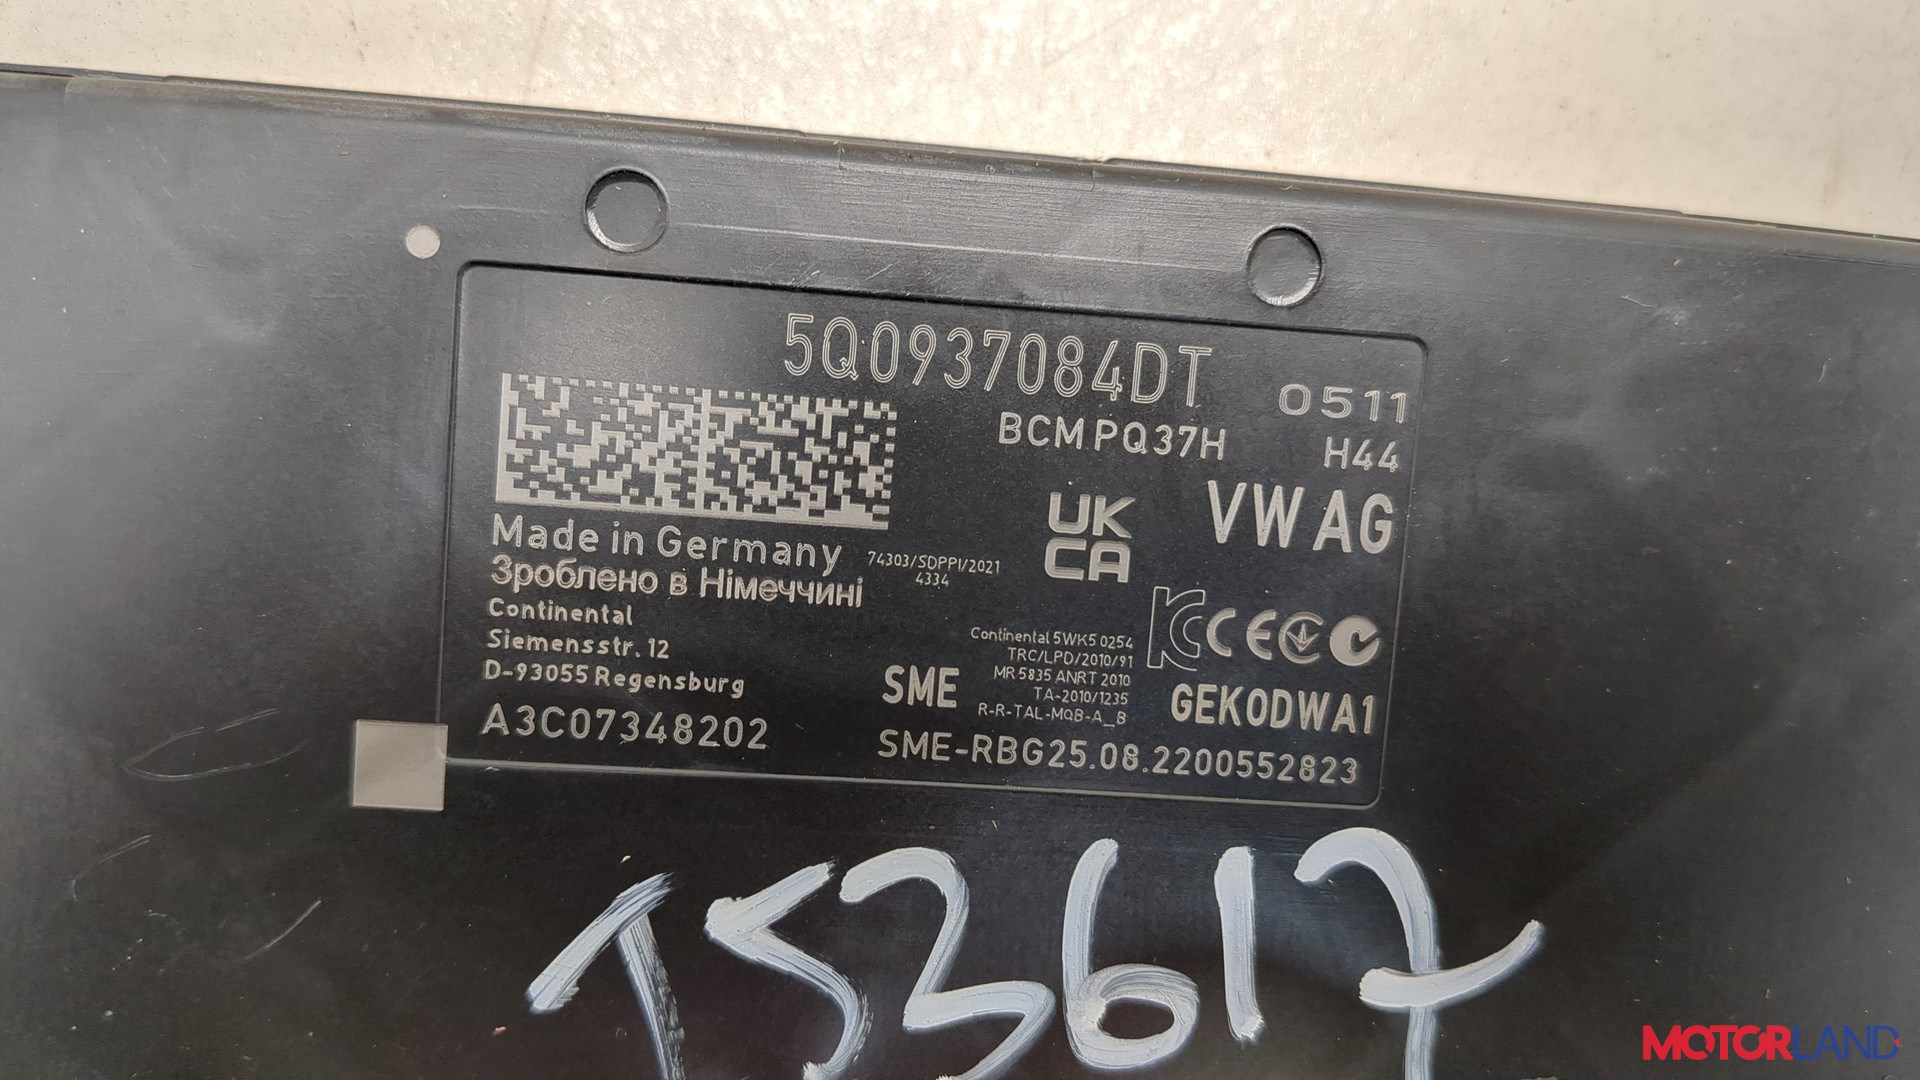 5Q0937084DT
0511
BCM PQ37H
H44
VW AG
UK
CA
Made in Germany
Зроблено в Німеччині
74303/SDPPI/2021
4334
Continental
Siemensstr. 12
D-93055 Regensburg
A3C07348202
SME
Continental 5WK5 0254
TRC/LPD/2010/91
MR 5835 ANRT 2010
TA-2010/1235
R-R-TAL-MQB-A_B
CE
GEK0DWA1
SME-RBG25.08.2200552823
153617
MOTORLAND